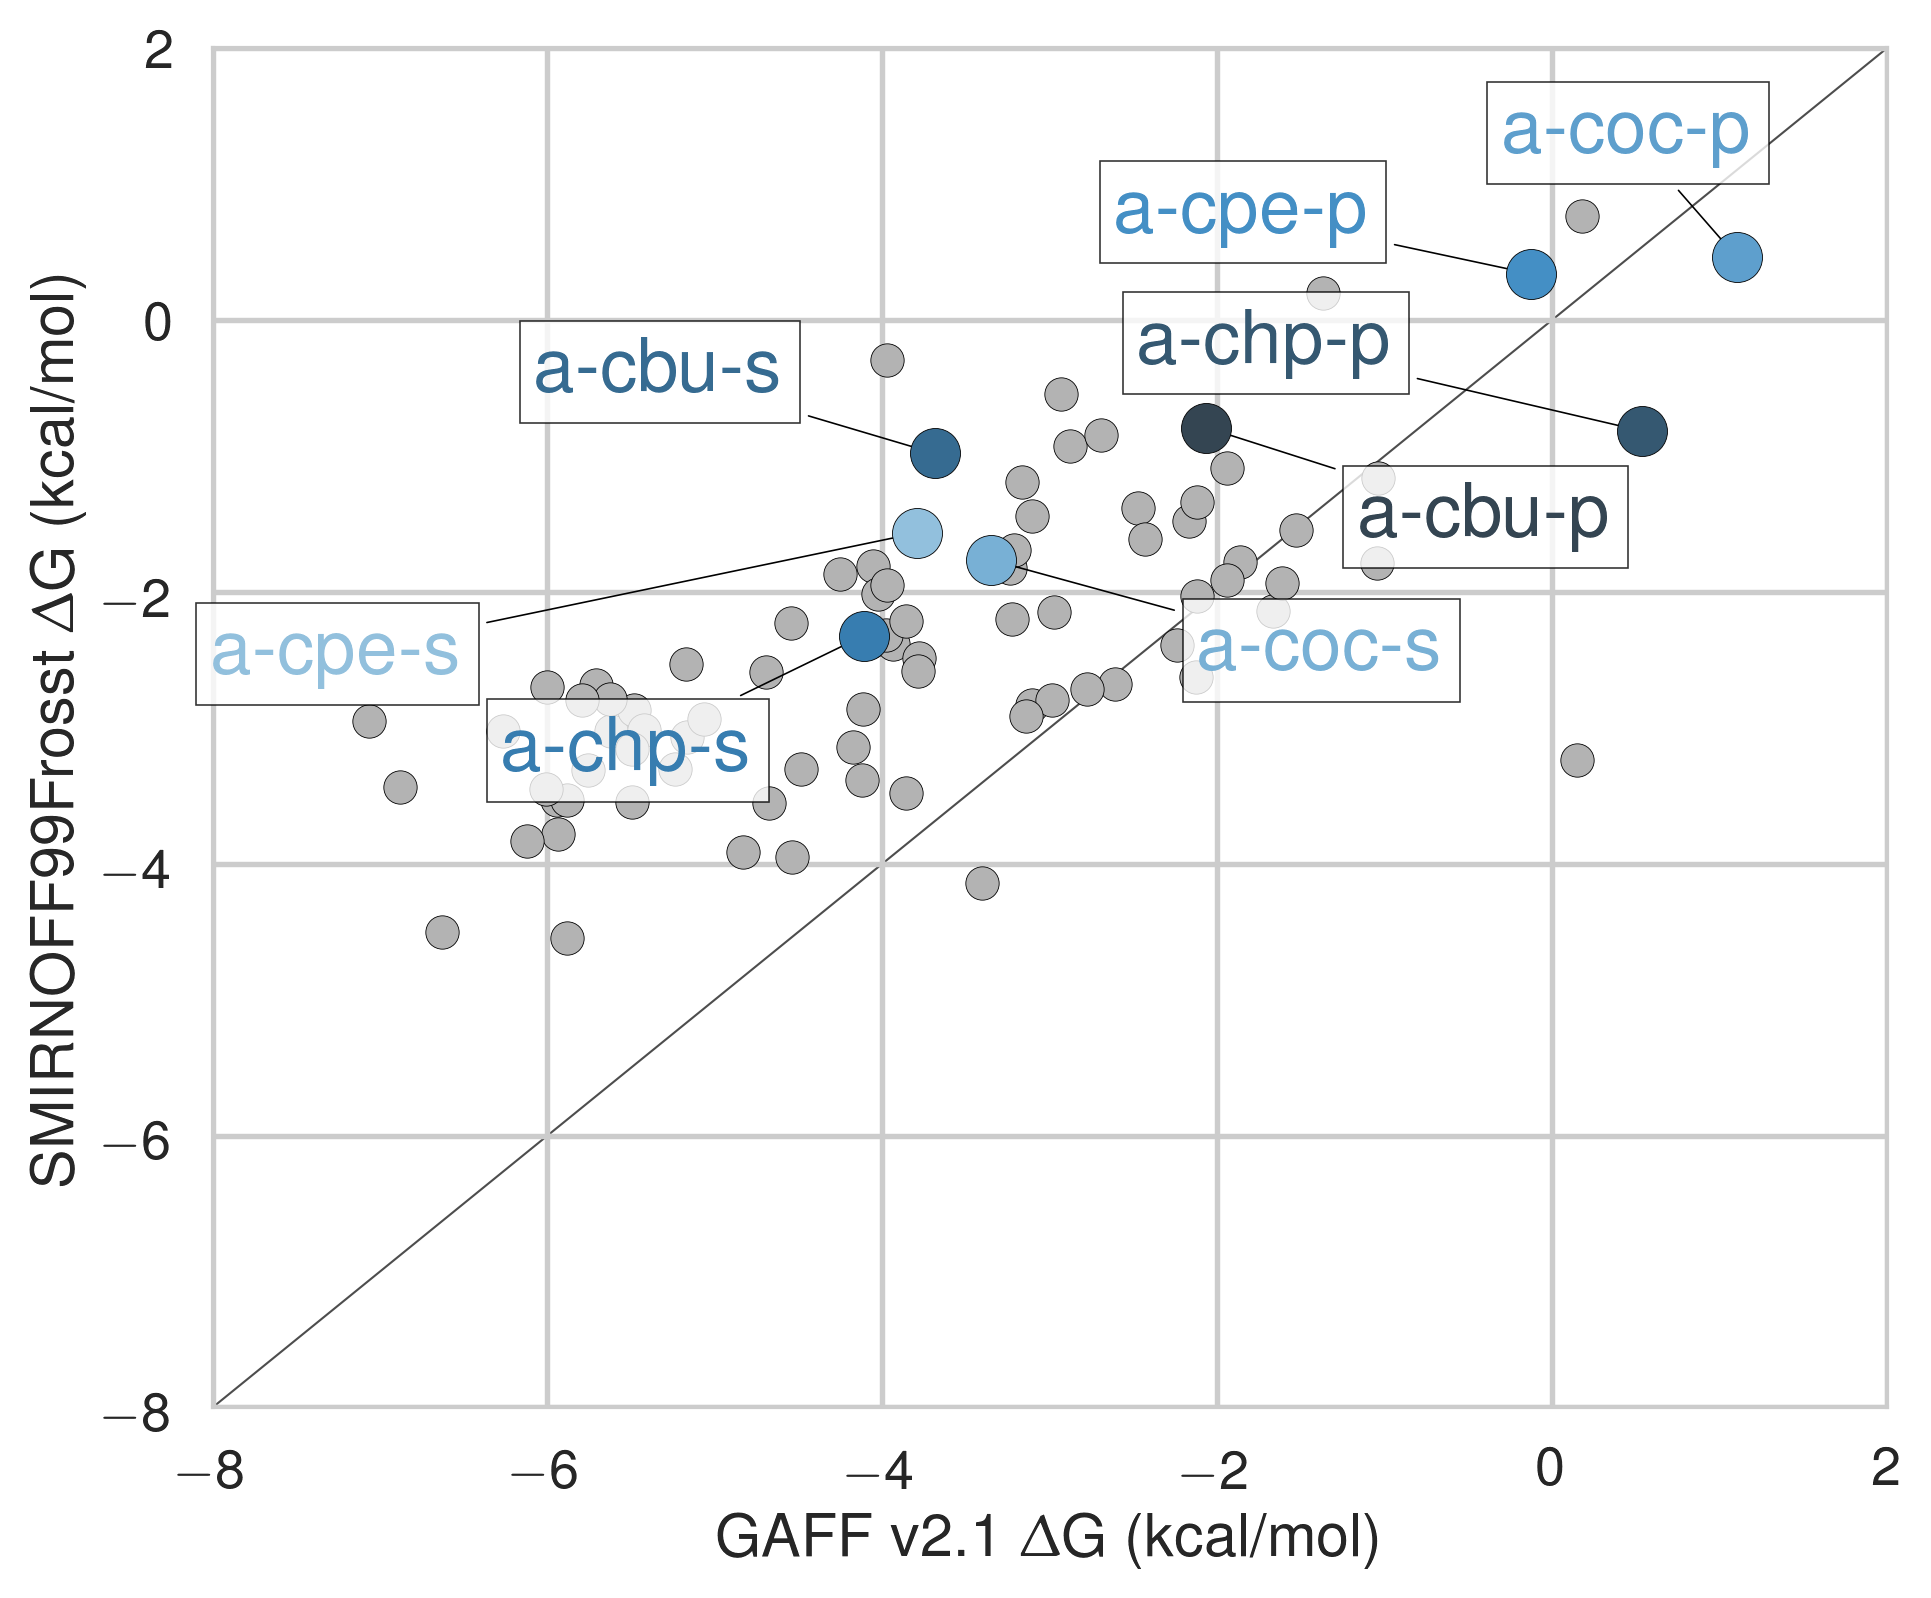 2
0
−2
−4
−6
−8
SMIRNOFF99Frosst ΔG (kcal/mol)
a-coc-p
a-cpe-p
a-chp-p
a-cbu-s
a-cbu-p
a-cpe-s
a-coc-s
a-chp-s
−8
−6
−4
−2
0
2
GAFF v2.1 ΔG (kcal/mol)